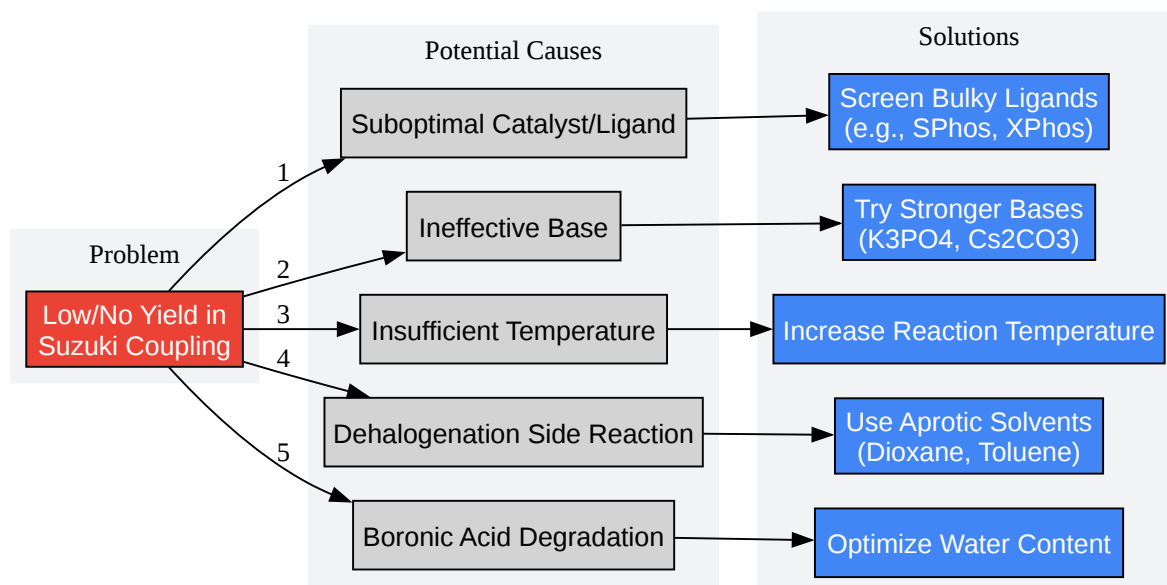 Problem
Low/No Yield in
Suzuki Coupling
1
2
3
4
5
Potential Causes
Suboptimal Catalyst/Ligand
Ineffective Base
Insufficient Temperature
Dehalogenation Side Reaction
Boronic Acid Degradation
Solutions
Screen Bulky Ligands
(e.g., SPhos, XPhos)
Try Stronger Bases
(K3PO4, Cs2CO3)
Increase Reaction Temperature
Use Aprotic Solvents
(Dioxane, Toluene)
Optimize Water Content